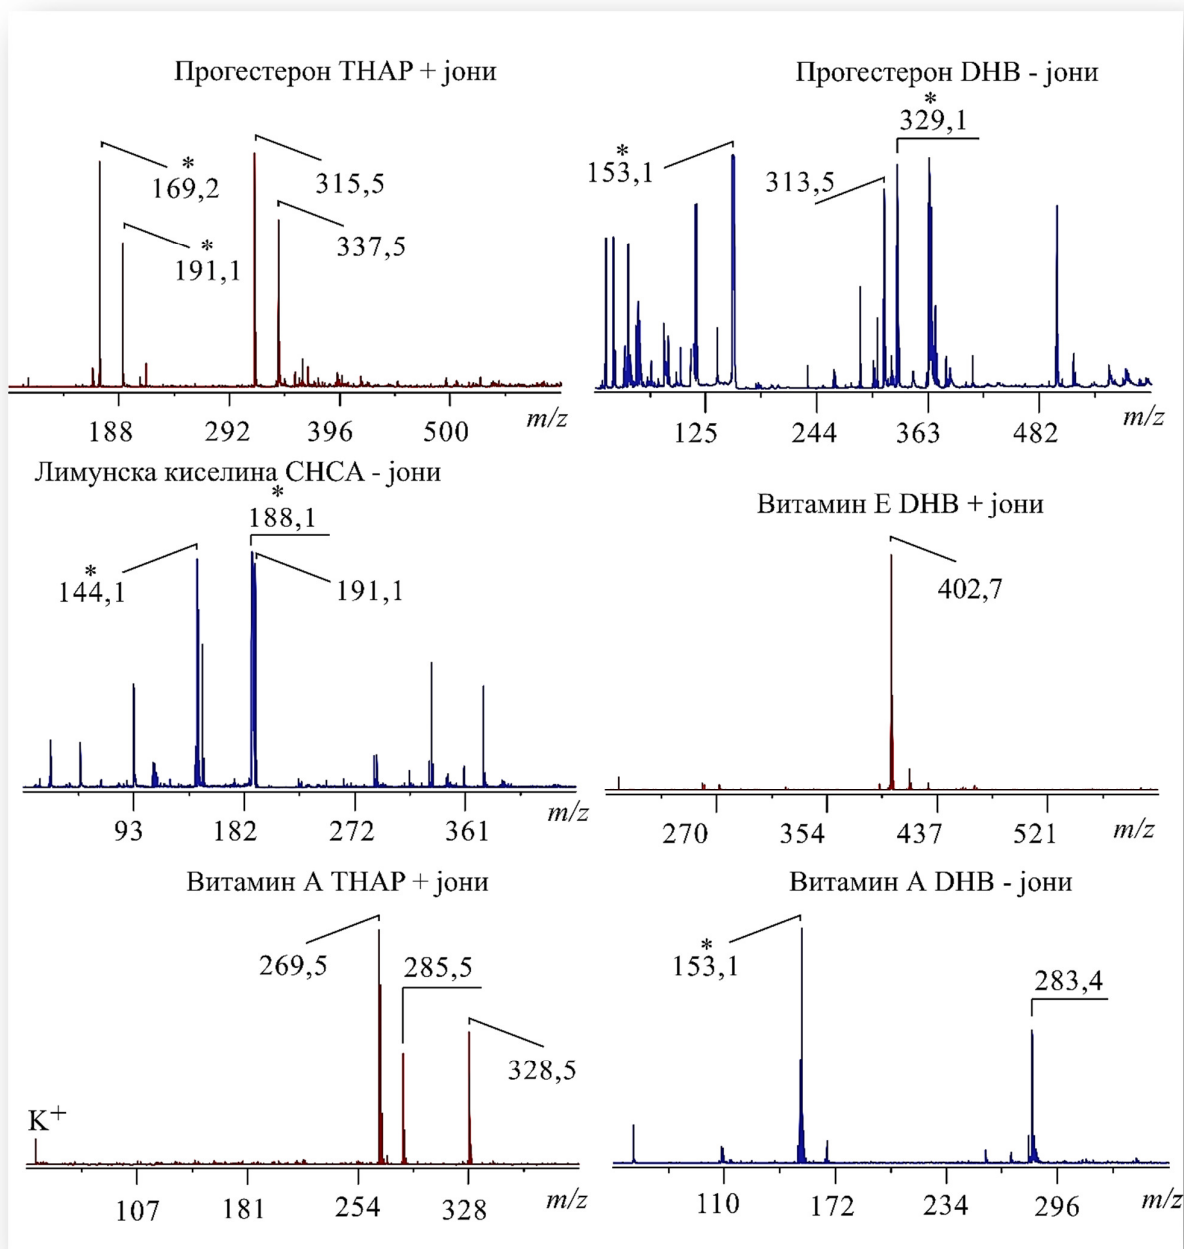 Прогестерон THAP + јони
*
169,2
*
191,1
315,5
337,5
188 292 396 500 m/z
Прогестерон DHB - јони
*
153,1
313,5
*
329,1
125 244 363 482 m/z
Лимунска киселина CHCA - јони
*
144,1
*
188,1
191,1
93 182 272 361 m/z
Витамин E DHB + јони
402,7
270 354 437 521 m/z
Витамин А THAP + јони
269,5
285,5
328,5
K+
107 181 254 328 m/z
Витамин А DHB - јони
*
153,1
283,4
110 172 234 296 m/z